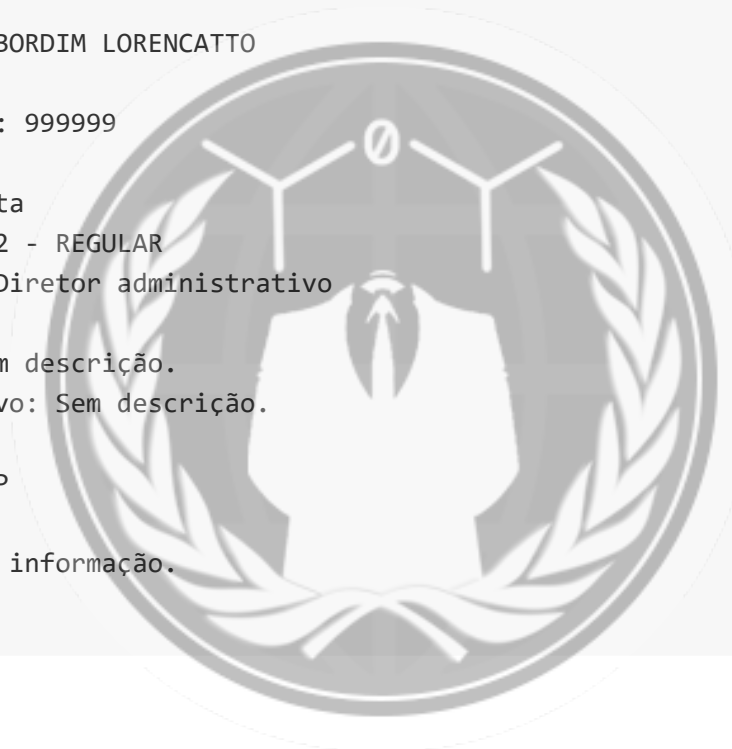 BORDIM LORENCATTO
: 999999
ta
2 - REGULAR
Diretor administrativo
m descrição.
vo: Sem descrição.
P
informação.